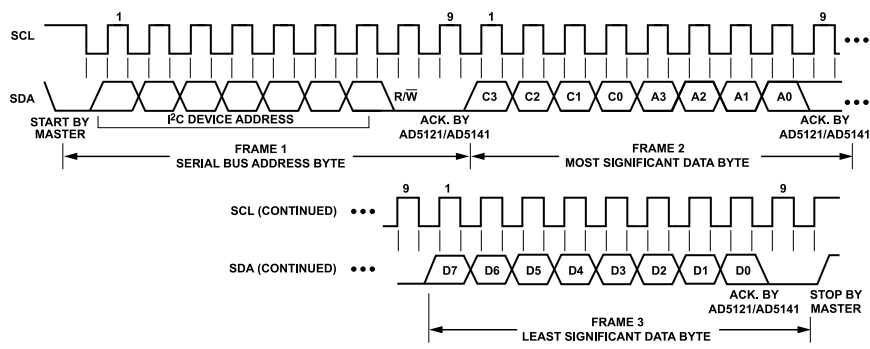 1 9 1 9
SCL
SDA R/W̅ C3 C2 C1 C0 A3 A2 A1 A0
START BY
MASTER
I²C DEVICE ADDRESS
ACK. BY
AD5121/AD5141
ACK. BY
AD5121/AD5141
FRAME 1
SERIAL BUS ADDRESS BYTE
FRAME 2
MOST SIGNIFICANT DATA BYTE
9 1 9
SCL (CONTINUED)
SDA (CONTINUED) D7 D6 D5 D4 D3 D2 D1 D0
ACK. BY
AD5121/AD5141
STOP BY
MASTER
FRAME 3
LEAST SIGNIFICANT DATA BYTE